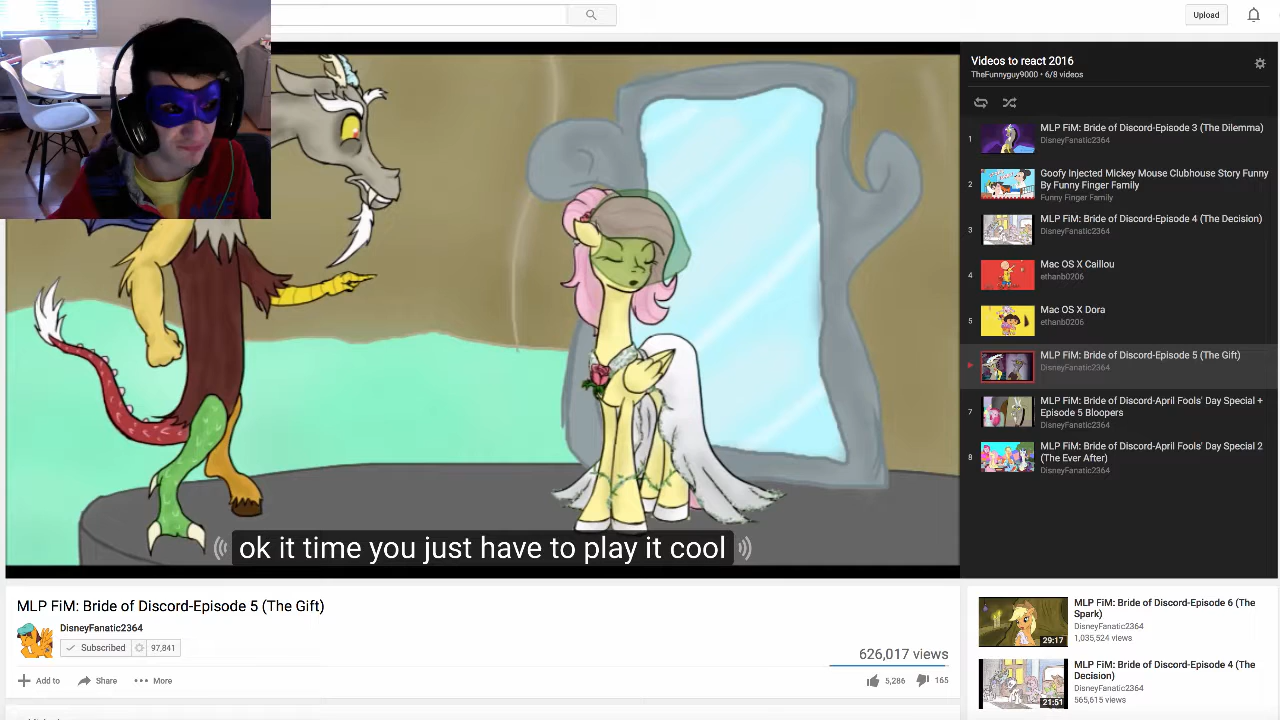 Upload
Videos to react 2016
TheFunnyguy9000 • 6/8 videos
1
MLP FiM: Bride of Discord-Episode 3 (The Dilemma)
DisneyFanatic2364
2
Goofy Injected Mickey Mouse Clubhouse Story Funny
By Funny Finger Family
Funny Finger Family
3
MLP FiM: Bride of Discord-Episode 4 (The Decision)
DisneyFanatic2364
4
Mac OS X Caillou
ethanb0206
5
Mac OS X Dora
ethanb0206
MLP FiM: Bride of Discord-Episode 5 (The Gift)
DisneyFanatic2364
7
MLP FiM: Bride of Discord-April Fools' Day Special +
Episode 5 Bloopers
DisneyFanatic2364
8
MLP FiM: Bride of Discord-April Fools' Day Special 2
(The Ever After)
DisneyFanatic2364
ok it time you just have to play it cool
MLP FiM: Bride of Discord-Episode 5 (The Gift)
DisneyFanatic2364
Subscribed 97,841
626,017 views
Add to Share More 5,286 165
MLP FiM: Bride of Discord-Episode 6 (The
Spark)
DisneyFanatic2364
1,035,524 views
29:17
MLP FiM: Bride of Discord-Episode 4 (The
Decision)
DisneyFanatic2364
565,615 views
21:51